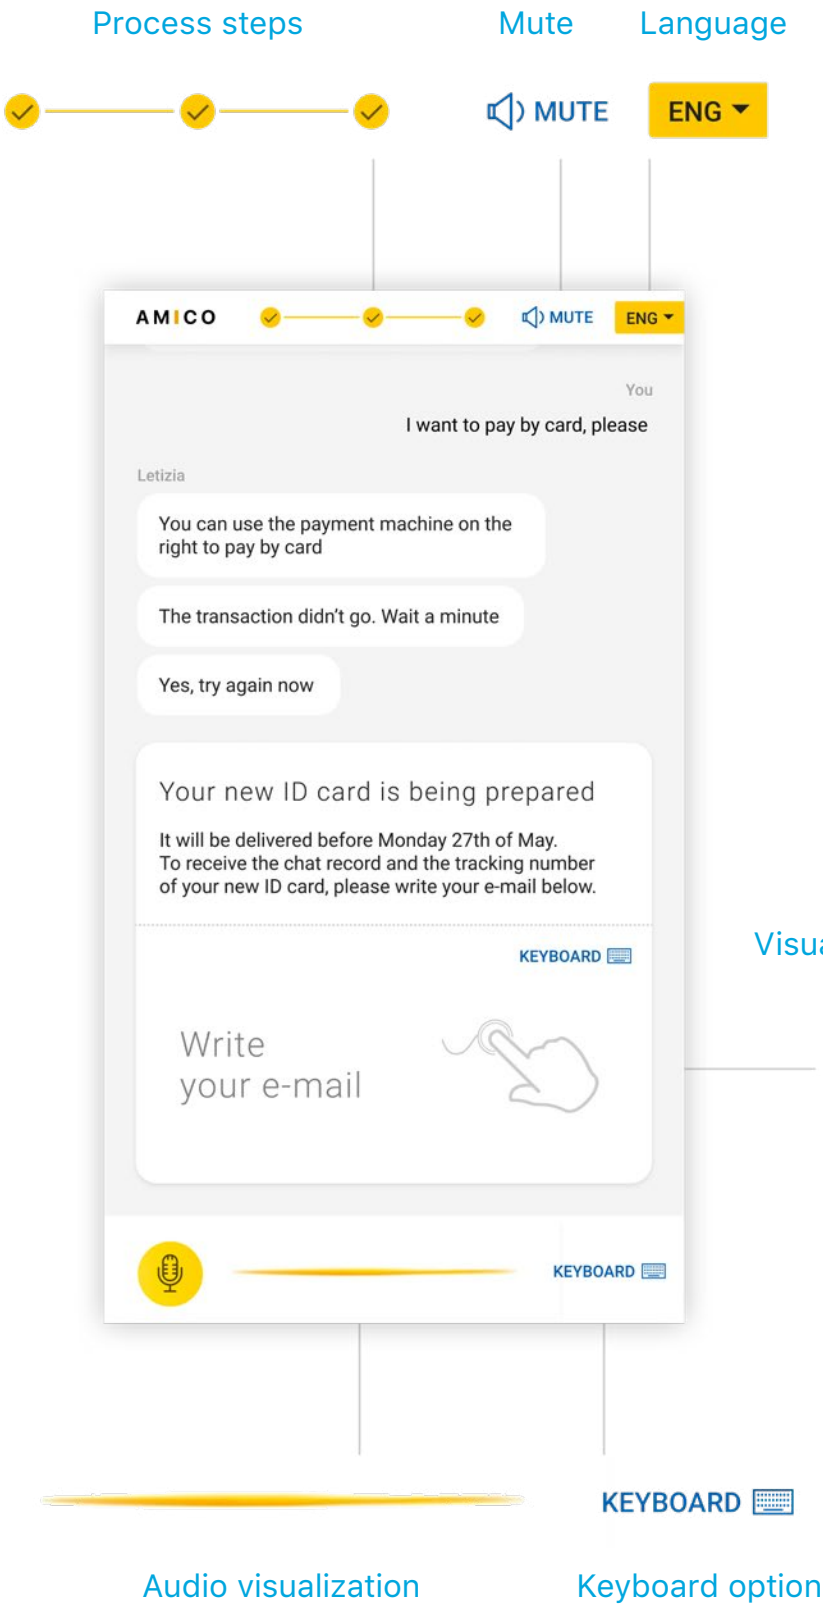 Process steps
Mute
Language
MUTE
ENG
AMICO
MUTE
ENG
You
I want to pay by card, please
Letizia
You can use the payment machine on the
right to pay by card
The transaction didn't go. Wait a minute
Yes, try again now
Your new ID card is being prepared
It will be delivered before Monday 27th of May.
To receive the chat record and the tracking number
of your new ID card, please write your e-mail below.
KEYBOARD
Write
your e-mail
KEYBOARD
KEYBOARD
Audio visualization
Keyboard option